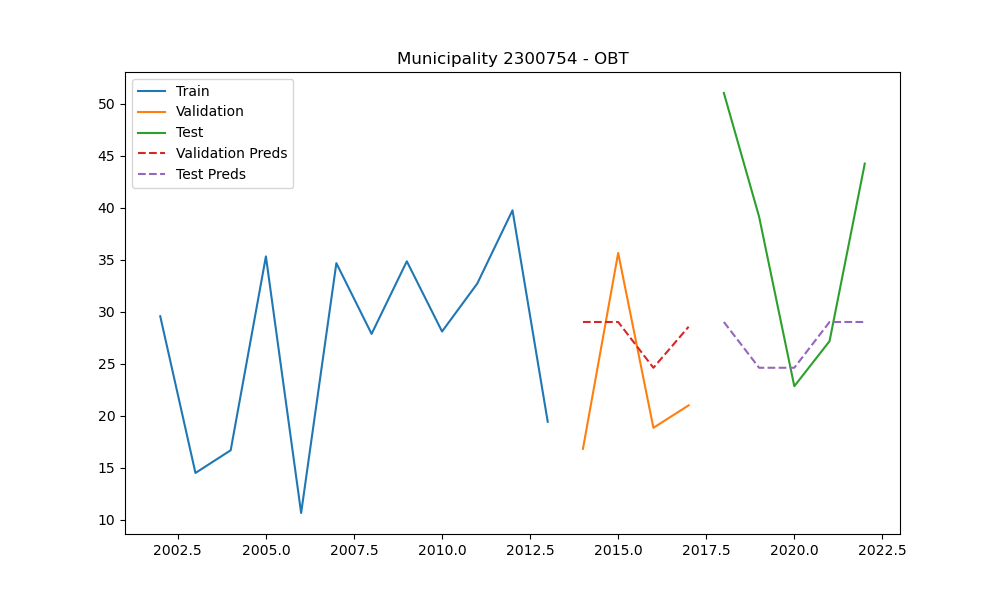 Municipality 2300754 - OBT
Train
Validation
Test
Validation Preds
Test Preds
50
45
40
35
30
25
20
15
10
2002.5 2005.0 2007.5 2010.0 2012.5 2015.0 2017.5 2020.0 2022.5